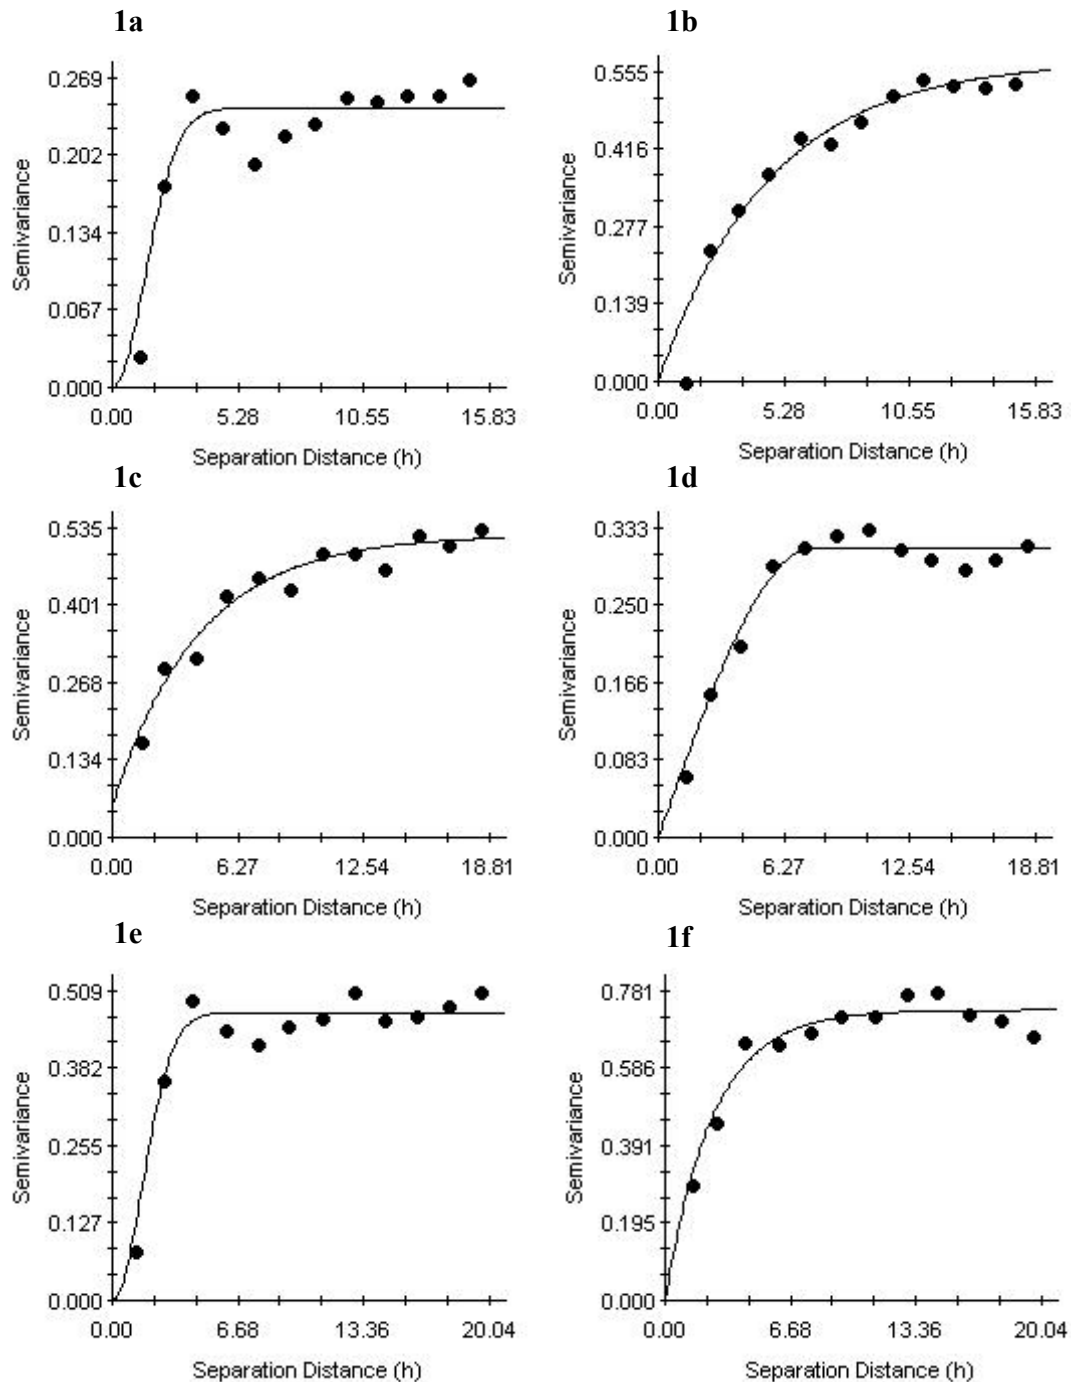 1a
0.269
0.202
0.134
0.067
0.000
Semivariance
0.00 5.28 10.55 15.83
Separation Distance (h)
1b
0.555
0.416
0.277
0.139
0.000
Semivariance
0.00 5.28 10.55 15.83
Separation Distance (h)
1c
0.535
0.401
0.268
0.134
0.000
Semivariance
0.00 6.27 12.54 18.81
Separation Distance (h)
1d
0.333
0.250
0.166
0.083
0.000
Semivariance
0.00 6.27 12.54 18.81
Separation Distance (h)
1e
0.509
0.382
0.255
0.127
0.000
Semivariance
0.00 6.68 13.36 20.04
Separation Distance (h)
1f
0.781
0.586
0.391
0.195
0.000
Semivariance
0.00 6.68 13.36 20.04
Separation Distance (h)